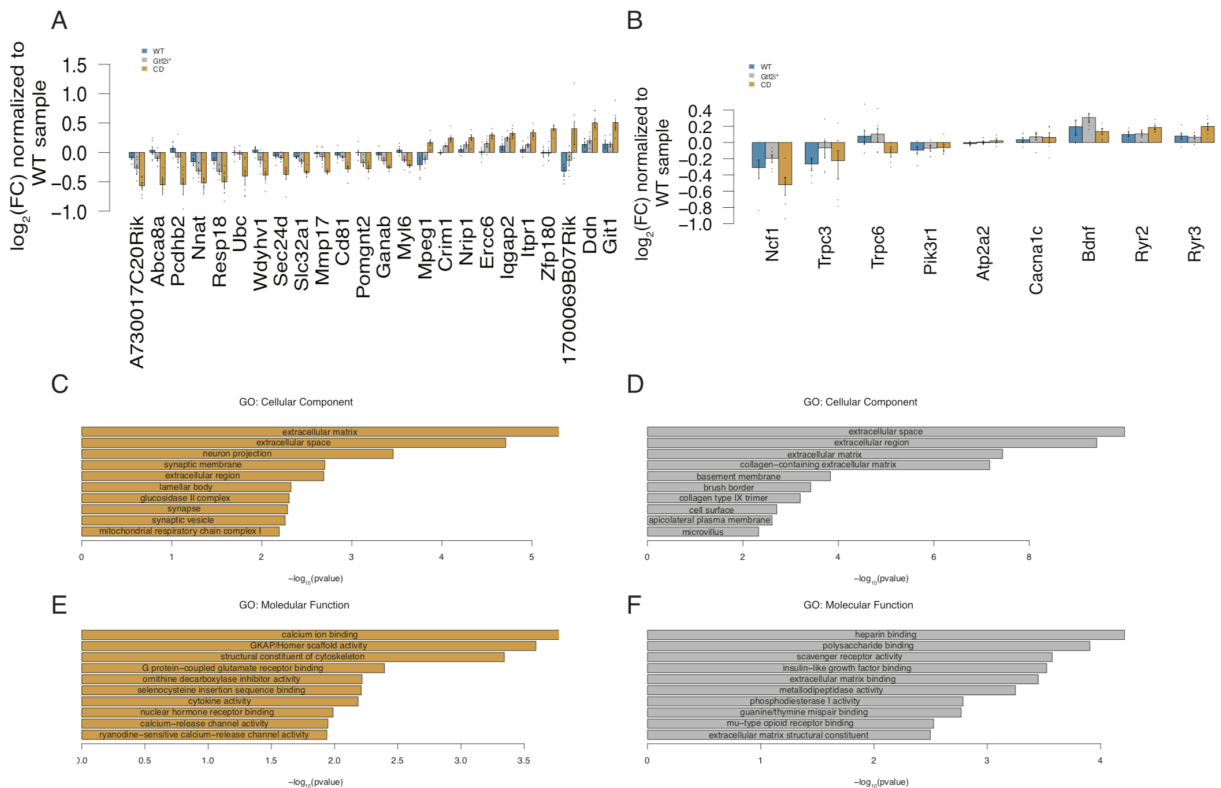 A
WT
Gtf2i*
CD
log2(FC) normalized to
WT sample
1.5
1.0
0.5
0.0
−0.5
−1.0
A730017C20Rik
Abca8a
Pcdhb2
Nnat
Resp18
Ubc
Wdyhv1
Sec24d
Slc32a1
Mmp17
Cd81
Pomgnt2
Ganab
Myl6
Mpeg1
Crim1
Nrip1
Ercc6
Iqgap2
Itpr1
Zfp180
1700069B07Rik
Ddn
Git1
B
WT
Gtf2i*
CD
log2(FC) normalized to
WT sample
0.4
0.2
0.0
−0.2
−0.4
−0.6
−0.8
−1.0
Ncf1
Trpc3
Trpc6
Pik3r1
Atp2a2
Cacna1c
Bdnf
Ryr2
Ryr3
C
GO: Cellular Component
extracellular matrix
extracellular space
neuron projection
synaptic membrane
extracellular region
lamellar body
glucosidase II complex
synapse
synaptic vesicle
mitochondrial respiratory chain complex I
0 1 2 3 4 5
−log10(pvalue)
D
GO: Cellular Component
extracellular space
extracellular region
extracellular matrix
collagen−containing extracellular matrix
basement membrane
brush border
collagen type IX trimer
cell surface
apicolateral plasma membrane
microvillus
0 2 4 6 8
−log10(pvalue)
E
GO: Moledular Function
calcium ion binding
GKAP/Homer scaffold activity
structural constituent of cytoskeleton
G protein−coupled glutamate receptor binding
ornithine decarboxylase inhibitor activity
selenocysteine insertion sequence binding
cytokine activity
nuclear hormone receptor binding
calcium−release channel activity
ryanodine−sensitive calcium−release channel activity
0.0 0.5 1.0 1.5 2.0 2.5 3.0 3.5
−log10(pvalue)
F
GO: Molecular Function
heparin binding
polysaccharide binding
scavenger receptor activity
insulin−like growth factor binding
extracellular matrix binding
metallodipeptidase activity
phosphodiesterase I activity
guanine/thymine mispair binding
mu−type opioid receptor binding
extracellular matrix structural constituent
0 1 2 3 4
−log10(pvalue)